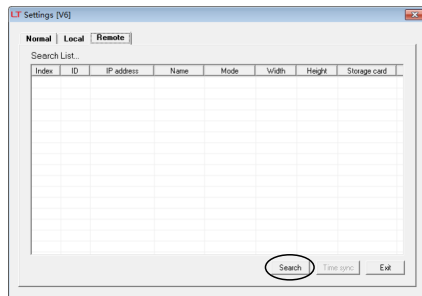 LT Settings [V6]
Normal Local Remote
Search List...
Index ID IP address Name Mode Width Height Storage card
Search Time sync Exit